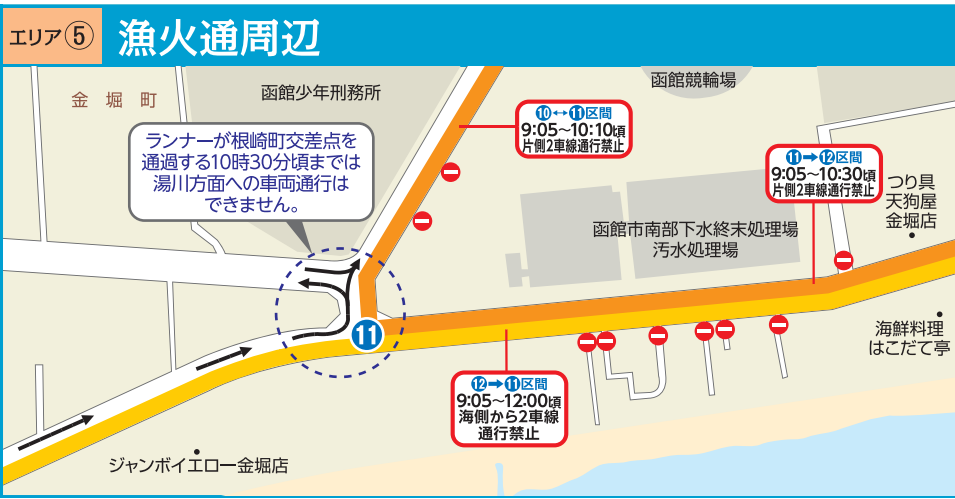 エリア⑤
漁火通周辺
金堀町
函館少年刑務所
函館競輪場
ランナーが根崎町交差点を
通過する10時30分頃までは
湯川方面への車両通行は
できません。
⑩↔⑪区間
9:05〜10:10頃
片側2車線通行禁止
⑪➡⑫区間
9:05〜10:30頃
片側2車線通行禁止
つり具
天狗屋
金堀店
函館市南部下水終末処理場
汚水処理場
11
海鮮料理
はこだて亭
⑫➡⑪区間
9:05〜12:00頃
海側から2車線
通行禁止
ジャンボイエロー金堀店